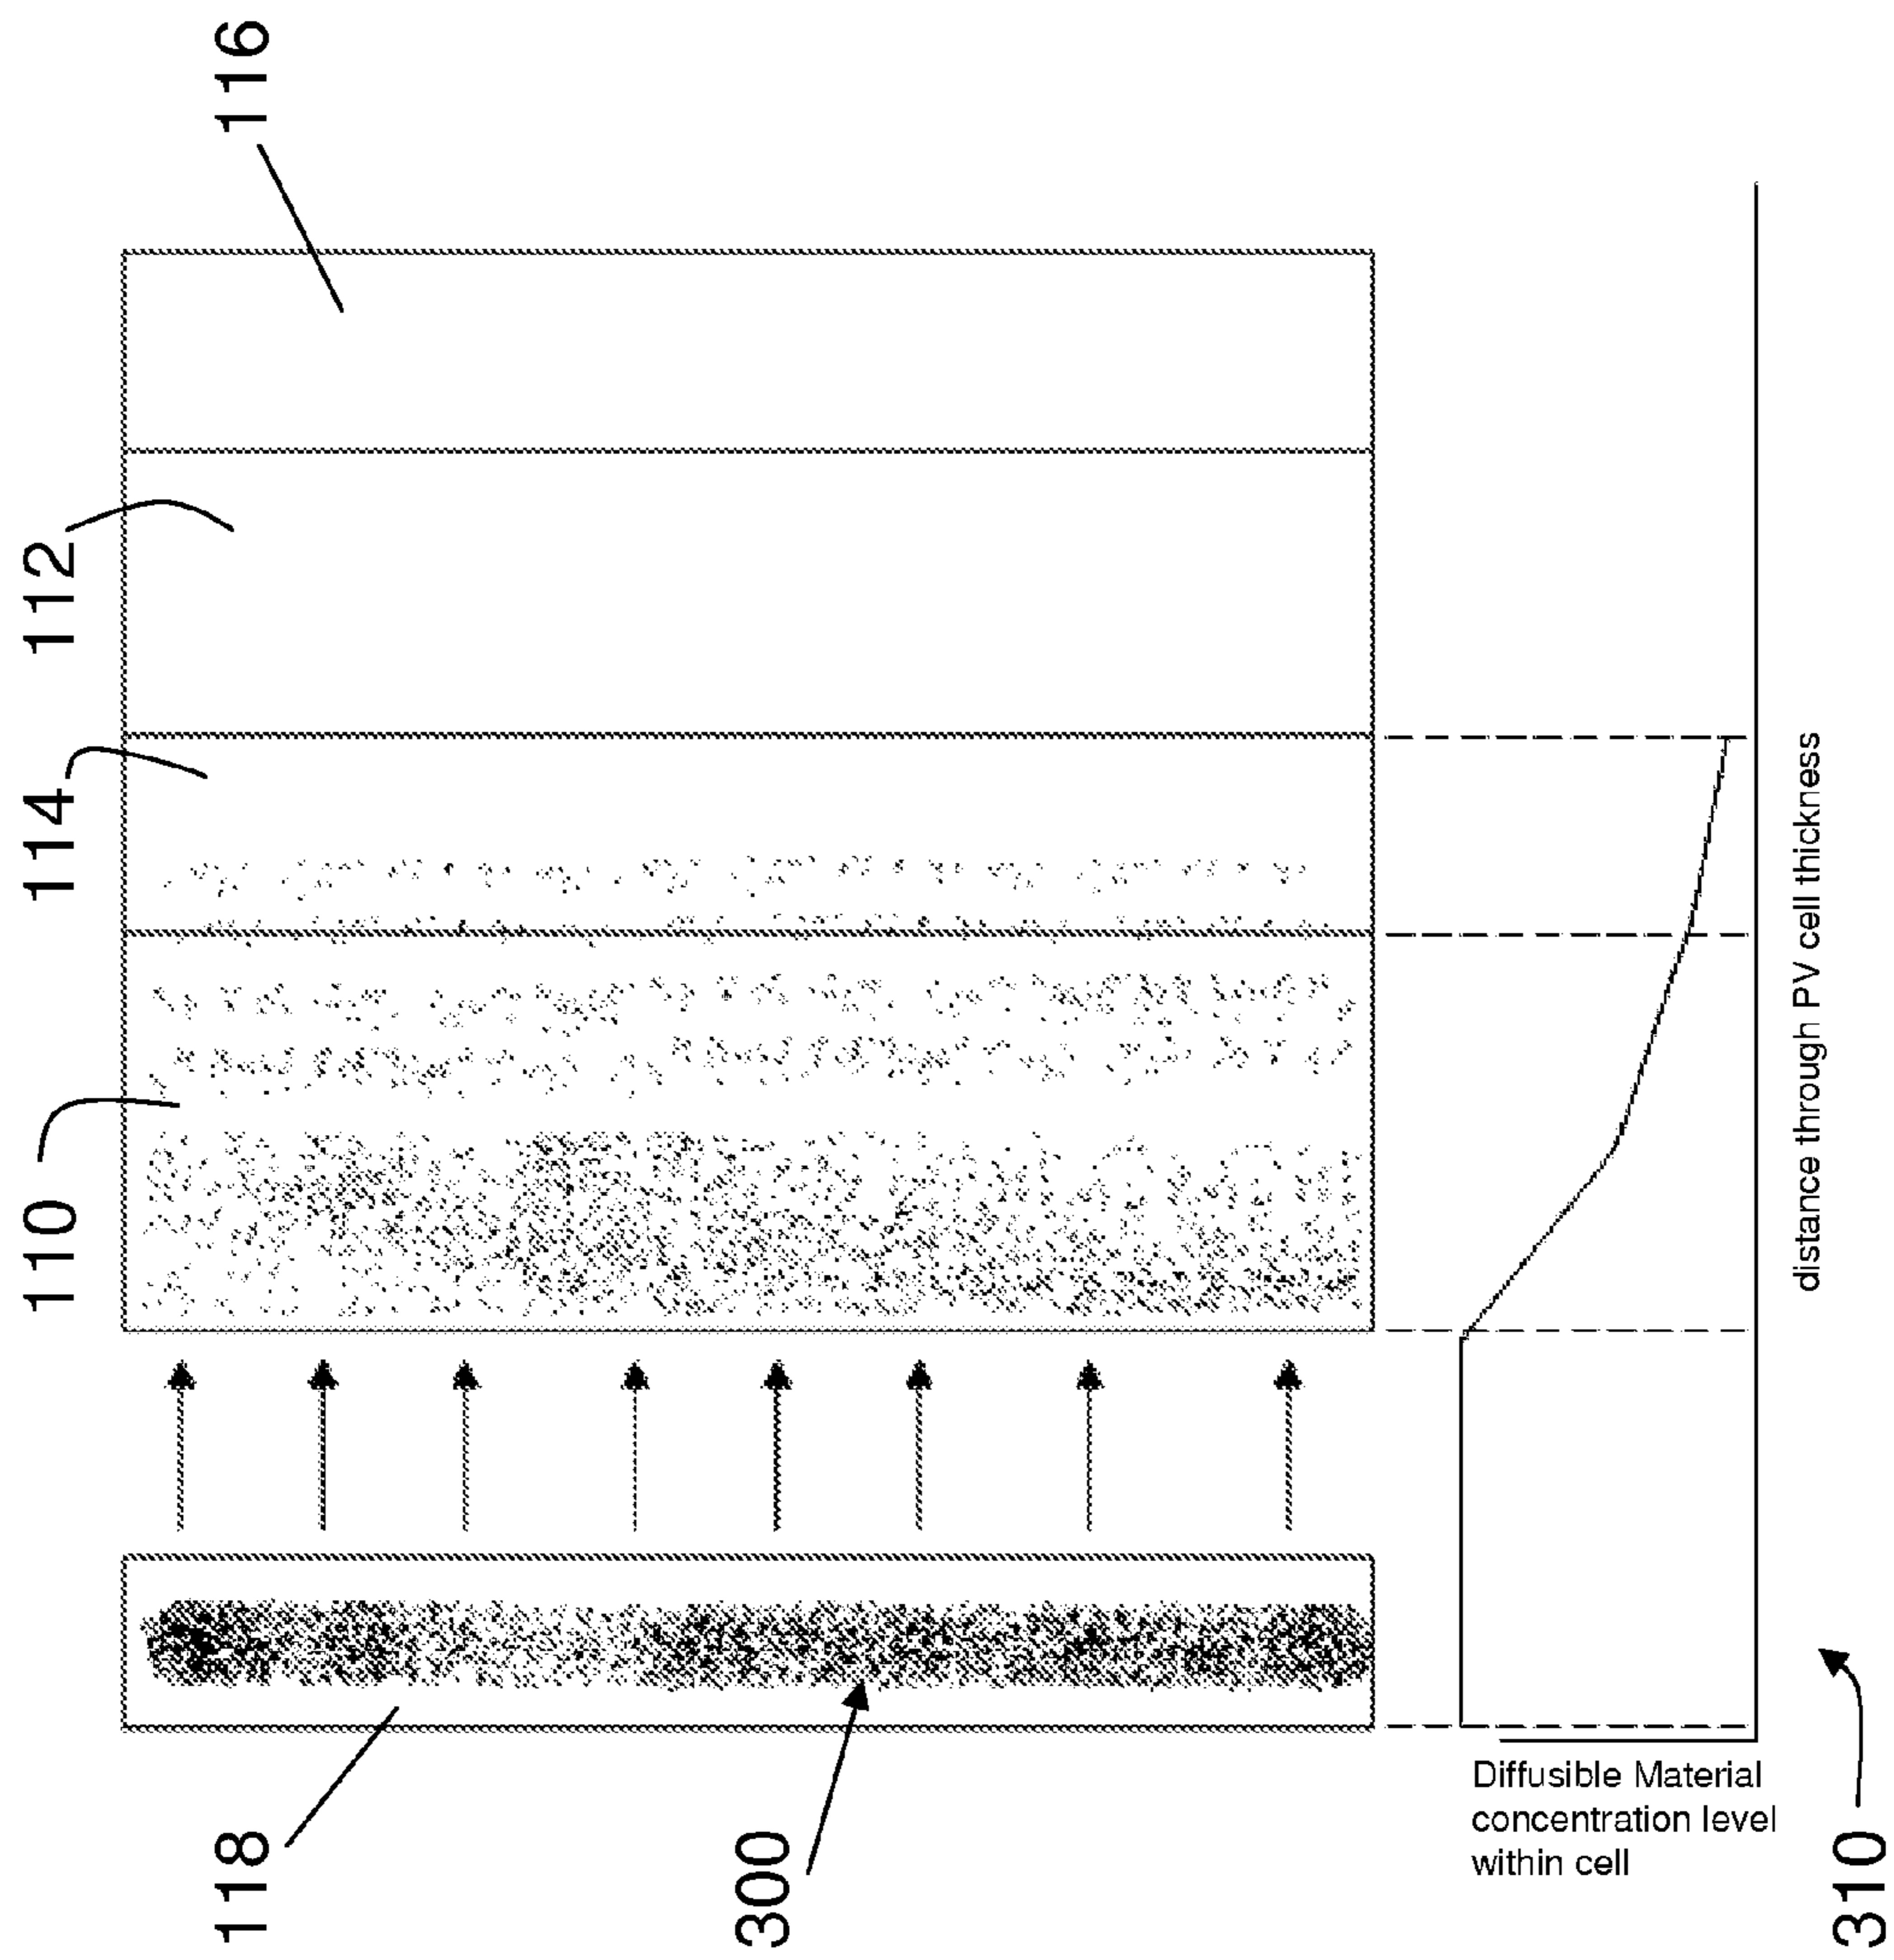 116
112
114
110
118
300
310
Diffusible Material
concentration level
within cell
distance through PV cell thickness